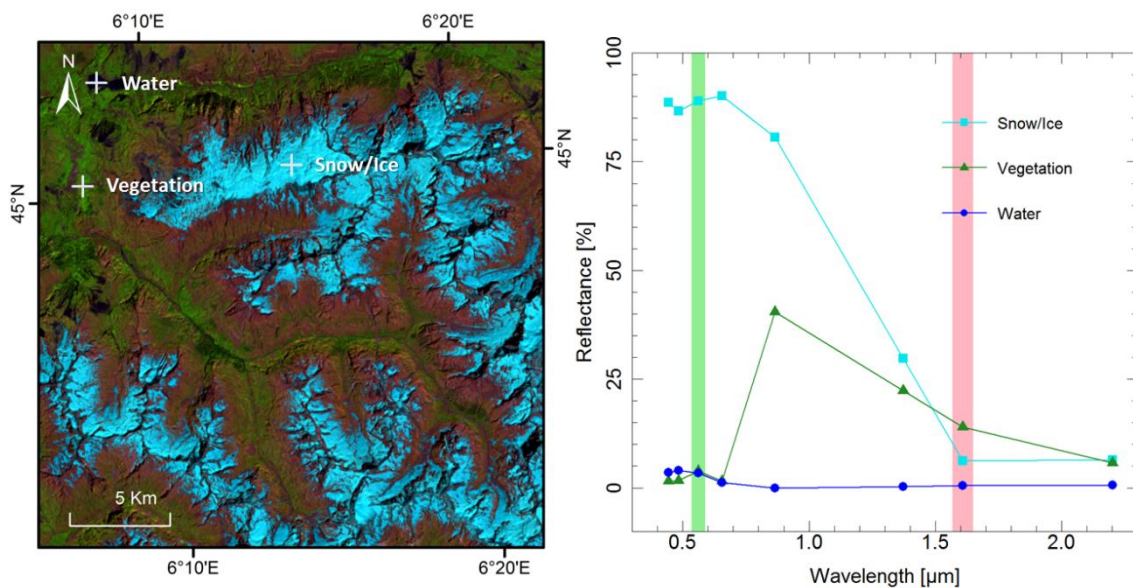 6°10'E
6°20'E
N
Water
Snow/Ice
Vegetation
45°N
45°N
5 Km
6°10'E
6°20'E
100
75
50
25
0
Reflectance [%]
Snow/Ice
Vegetation
Water
0.5
1.0
1.5
2.0
Wavelength [µm]